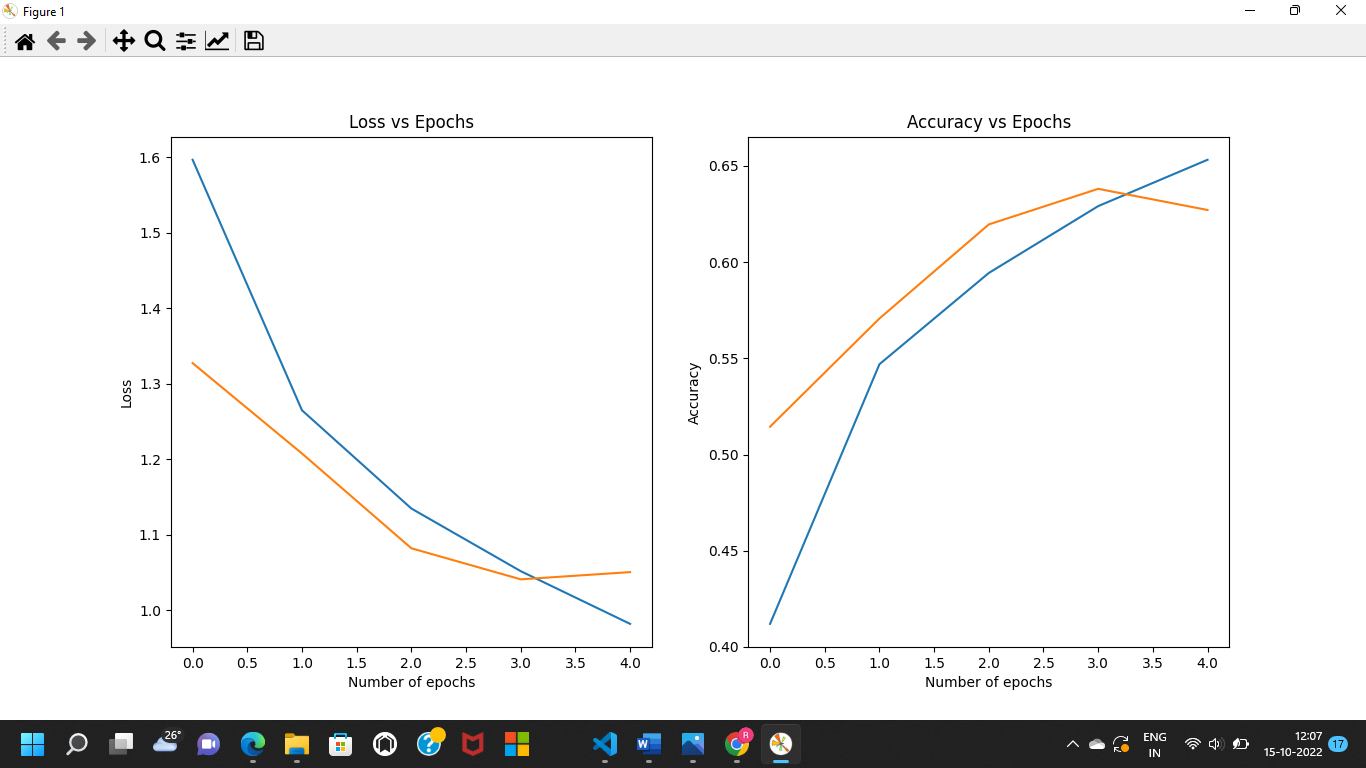 Figure 1
Loss vs Epochs
1.6
1.5
1.4
1.3
1.2
1.1
1.0
Loss
0.0 0.5 1.0 1.5 2.0 2.5 3.0 3.5 4.0
Number of epochs
Accuracy vs Epochs
0.65
0.60
0.55
0.50
0.45
0.40
Accuracy
0.0 0.5 1.0 1.5 2.0 2.5 3.0 3.5 4.0
Number of epochs
26°
R
ENG
IN
12:07
15-10-2022
17